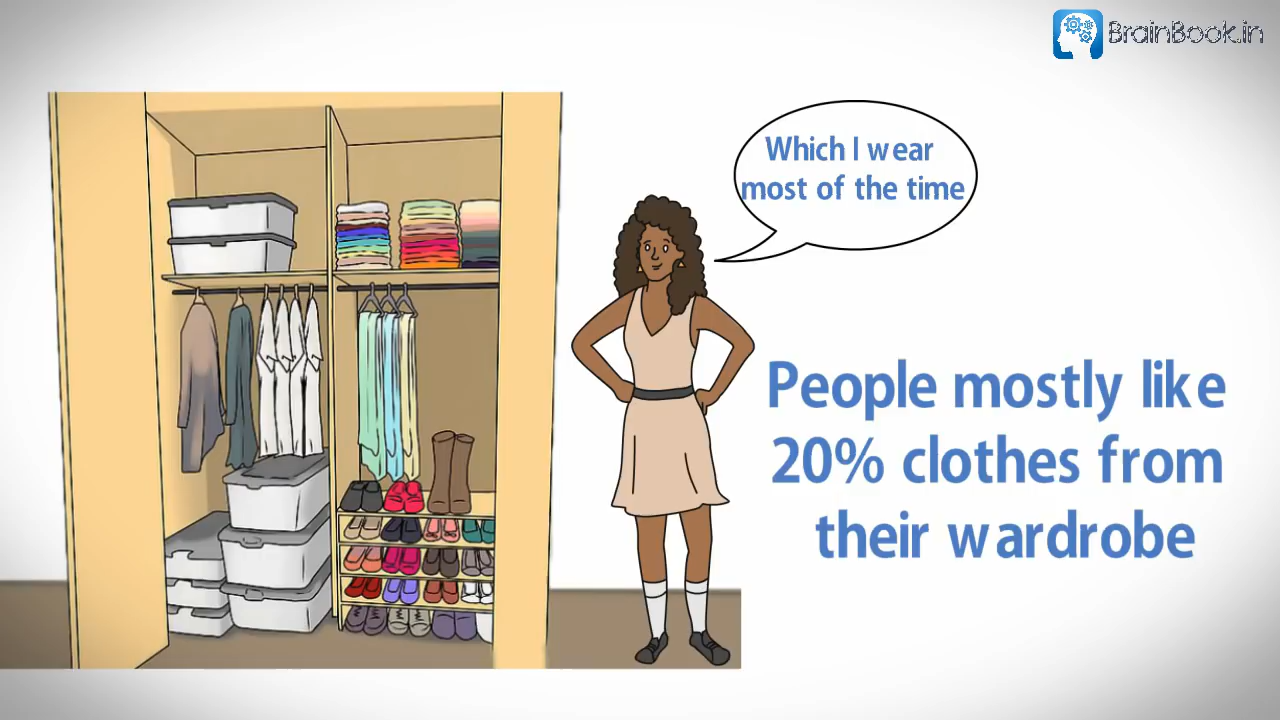 BrainBook.in
Which I wear
most of the time
People mostly like
20% clothes from
their wardrobe